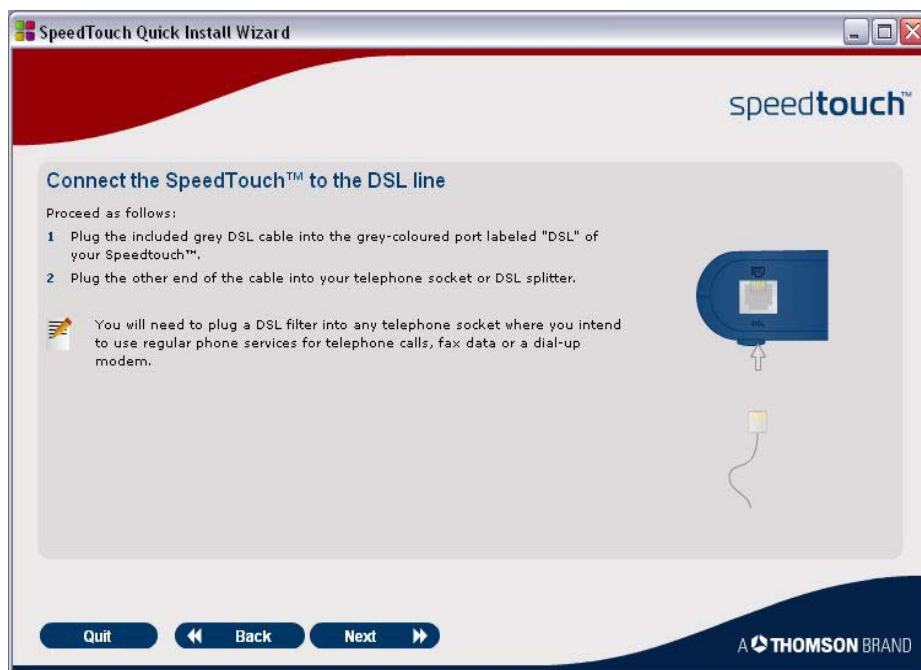 SpeedTouch Quick Install Wizard
speedtouch™
Connect the SpeedTouch™ to the DSL line
Proceed as follows:
1 Plug the included grey DSL cable into the grey-coloured port labeled "DSL" of
your Speedtouch™.
2 Plug the other end of the cable into your telephone socket or DSL splitter.
You will need to plug a DSL filter into any telephone socket where you intend
to use regular phone services for telephone calls, fax data or a dial-up
modem.
DSL
Quit
Back
Next
A THOMSON BRAND